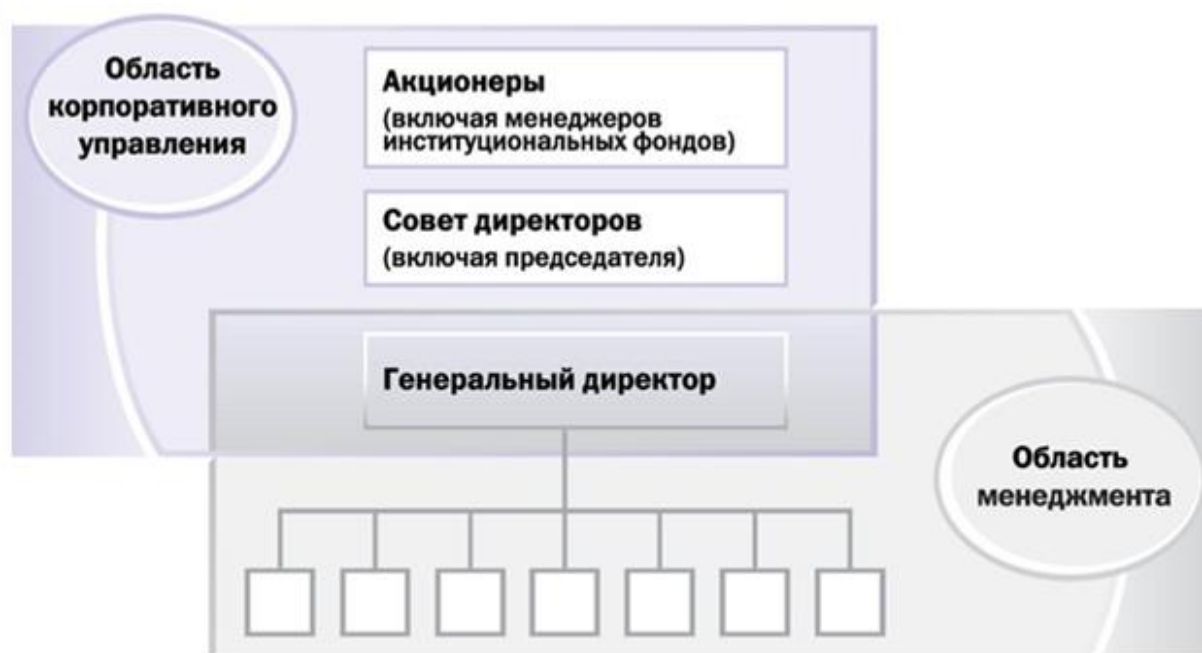 Область
корпоративного
управления
Акционеры
(включая менеджеров
институциональных фондов)
Совет директоров
(включая председателя)
Генеральный директор
Область
менеджмента